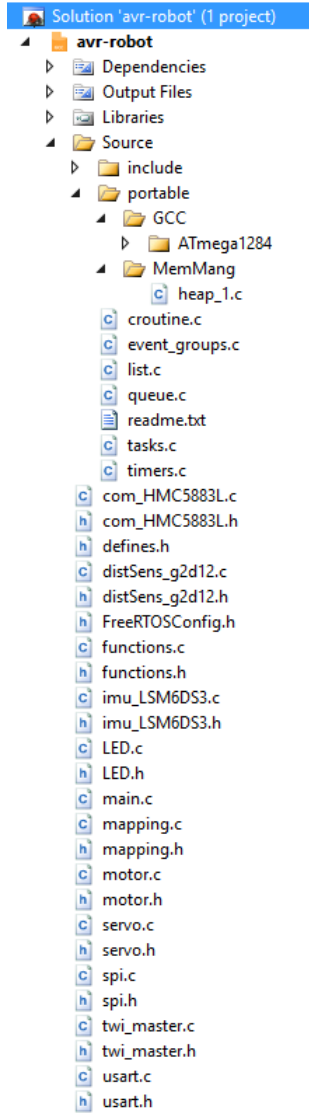 Solution 'avr-robot' (1 project)
avr-robot
Dependencies
Output Files
Libraries
Source
include
portable
GCC
ATmega1284
MemMang
heap_1.c
croutine.c
event_groups.c
list.c
queue.c
readme.txt
tasks.c
timers.c
com_HMC5883L.c
com_HMC5883L.h
defines.h
distSens_g2d12.c
distSens_g2d12.h
FreeRTOSConfig.h
functions.c
functions.h
imu_LSM6DS3.c
imu_LSM6DS3.h
LED.c
LED.h
main.c
mapping.c
mapping.h
motor.c
motor.h
servo.c
servo.h
spi.c
spi.h
twi_master.c
twi_master.h
usart.c
usart.h